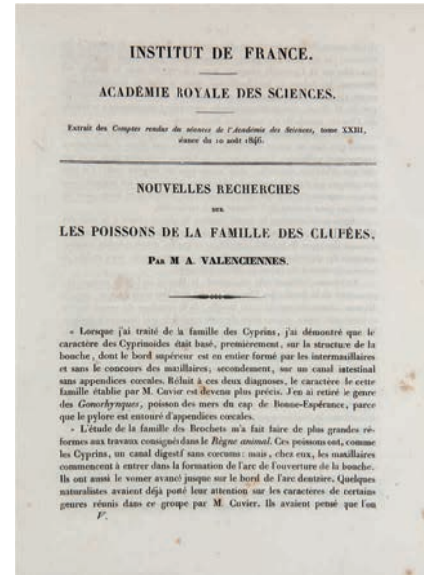 INSTITUT DE FRANCE.
ACADÉMIE ROYALE DES SCIENCES.
Extrait des Comptes rendus des séances de l'Académie des Sciences, tome XXIII,
séance du 10 août 1846.
NOUVELLES RECHERCHES
SUR
LES POISSONS DE LA FAMILLE DES CLUPÉES,
PAR M A. VALENCIENNES.
« Lorsque j'ai traité de la famille des Cyprins, j'ai démontré que le
caractère des Cyprinoïdes était basé, premièrement, sur la structure de la
bouche, dont le bord supérieur est en entier formé par les intermaxillaires
et sans le concours des maxillaires, secondement, sur un canal intestinal
sans appendices cœcales. Réduit à ces deux diagnoses, le caractère de cette
famille établie par M. Cuvier est devenu plus précis. J'en ai retiré le genre
des Gonorhynques, poisson des mers du cap de Bonne-Espérance, parce
que le pylore est entouré d'appendices cœcales.
» L'étude de la famille des Brochets m'a fait faire de plus grandes ré-
formes aux travaux consignés dans le Règne animal. Ces poissons ont, comme
les Cyprins, un canal digestif sans cœcums: mais, chez eux, les maxillaires
commencent à entrer dans la formation de l'arc de l'ouverture de la bouche.
Ils ont aussi le vomer avancé jusque sur le bord de l'arc dentaire. Quelques
naturalistes avaient déjà porté leur attention sur les caractères de certains
genres réunis dans ce groupe par M. Cuvier. Ils avaient pensé que l'on
V.